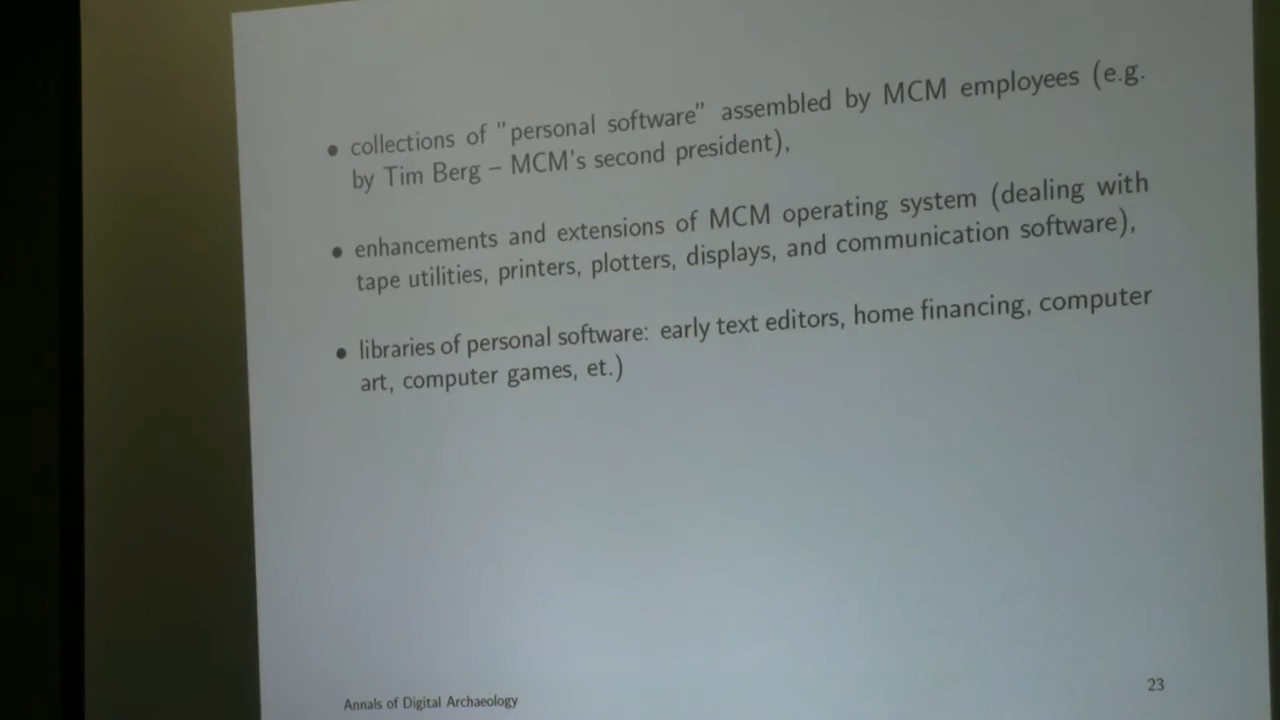 • collections of "personal software" assembled by MCM employees (e.g.
by Tim Berg – MCM's second president),
• enhancements and extensions of MCM operating system (dealing with
tape utilities, printers, plotters, displays, and communication software),
• libraries of personal software: early text editors, home financing, computer
art, computer games, et.)
Annals of Digital Archaeology
23